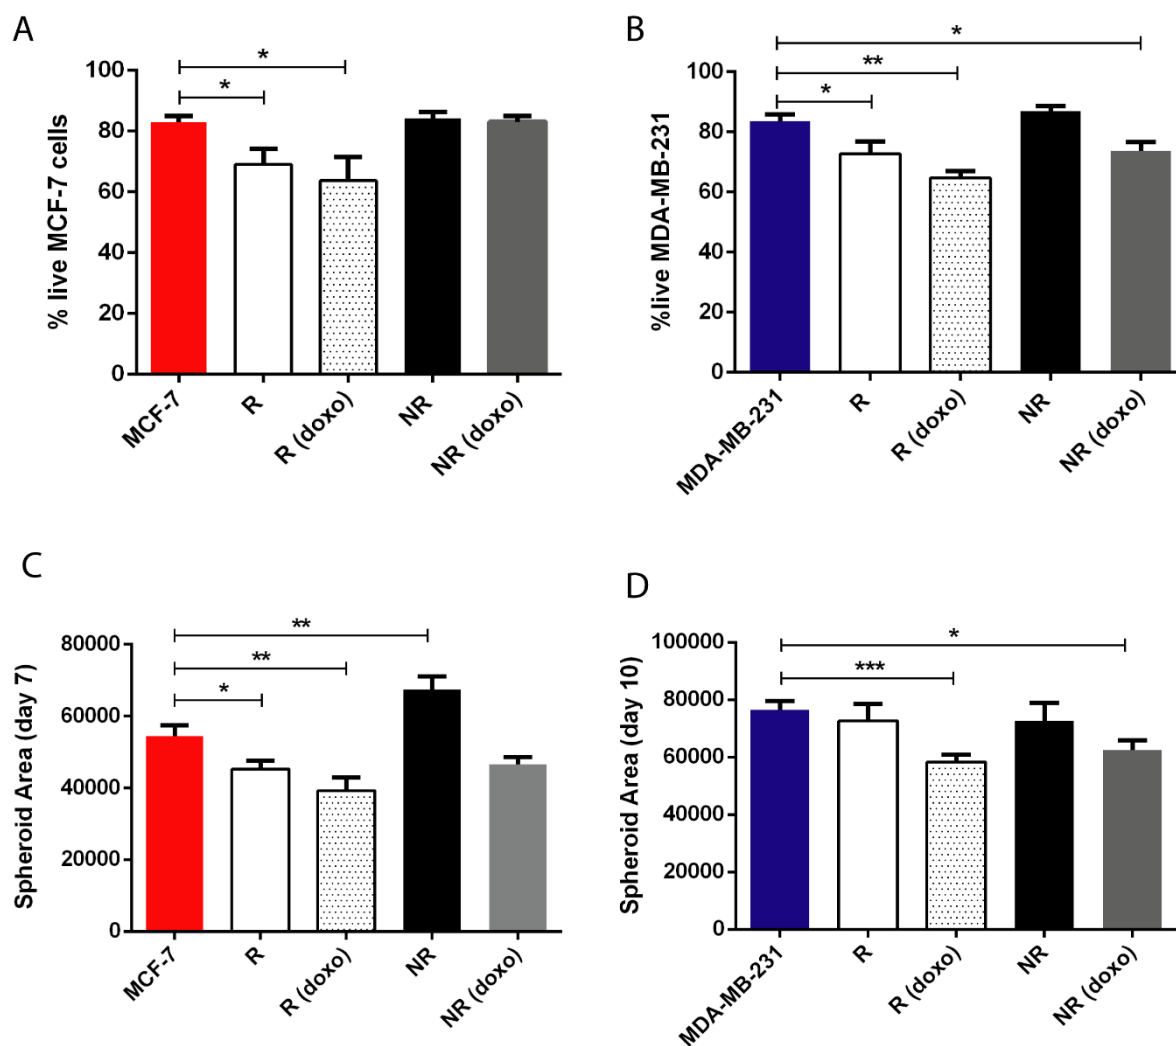 A
* 
*
100
80
60
40
20
0
% live MCF-7 cells
MCF-7
R
R (doxo)
NR
NR (doxo)
B
*
**
*
100
80
60
40
20
0
%live MDA-MB-231
MDA-MB-231
R
R (doxo)
NR
NR (doxo)
C
**
**
*
80000
60000
40000
20000
0
Spheroid Area (day 7)
MCF-7
R
R (doxo)
NR
NR (doxo)
D
*
***
100000
80000
60000
40000
20000
0
Spheroid Area (day 10)
MDA-MB-231
R
R (doxo)
NR
NR (doxo)